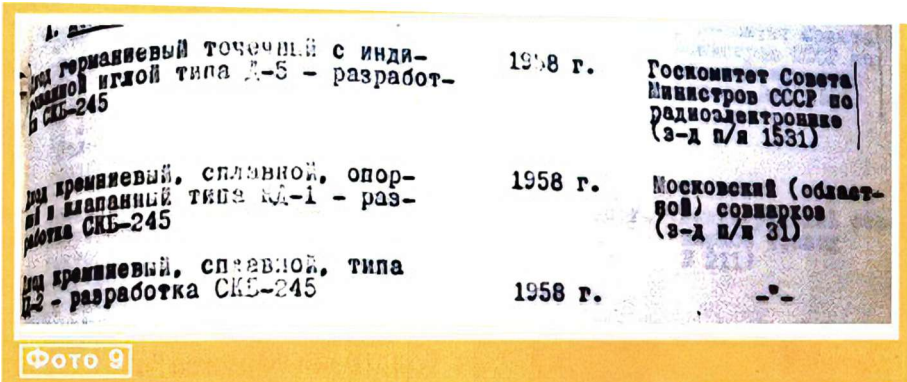 германиевый точечный с инди-
иглой типа Д-5 - разработ-
СКБ-245
1958 г.
Госкомитет Совета
Министров СССР по
радиоэлектронике
(з-д п/я 1531)
кремниевый, сплавной, опор-
и клапанный типа КД-1 - раз-
работка СКБ-245
1958 г.
Московский (област-
ной) совнархоз
(з-д п/я 31)
кремниевый, сплавной, типа
- разработка СКБ-245
1958 г.
-"-
Фото 9